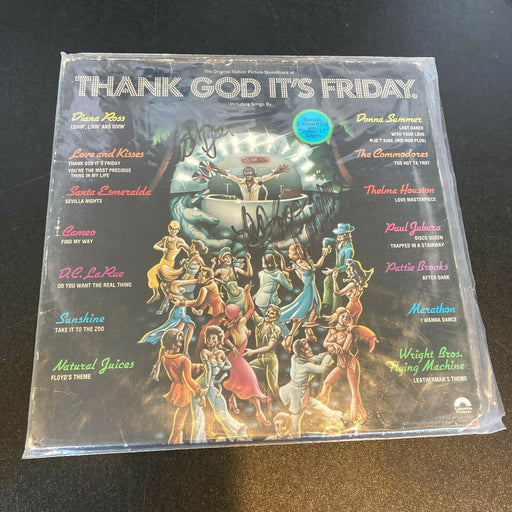 The Original Motion Picture Soundtrack of
THANK GOD IT'S FRIDAY.
Including Songs By
Diana Ross
LOVIN', LIVIN' AND GIVIN'
Love and Kisses
THANK GOD IT'S FRIDAY
YOU'RE THE MOST PRECIOUS
THING IN MY LIFE
Santa Esmeralda
SEVILLA NIGHTS
Cameo
FIND MY WAY
D.C. LaRue
DO YOU WANT THE REAL THING
Sunshine
TAKE IT TO THE ZOO
Natural Juices
FLOYD'S THEME
Special
Single
Donna Summer
LAST DANCE
WITH YOUR LOVE
JE T'AIME (MOI NON PLUS)
The Commodores
TOO HOT TA TROT
Thelma Houston
LOVE MASTERPIECE
Paul Jabara
DISCO QUEEN
TRAPPED IN A STAIRWAY
Pattie Brooks
AFTER DARK
Marathon
I WANNA DANCE
Wright Bros.
Flying Machine
LEATHERMAN'S THEME
Columbia
Pictures